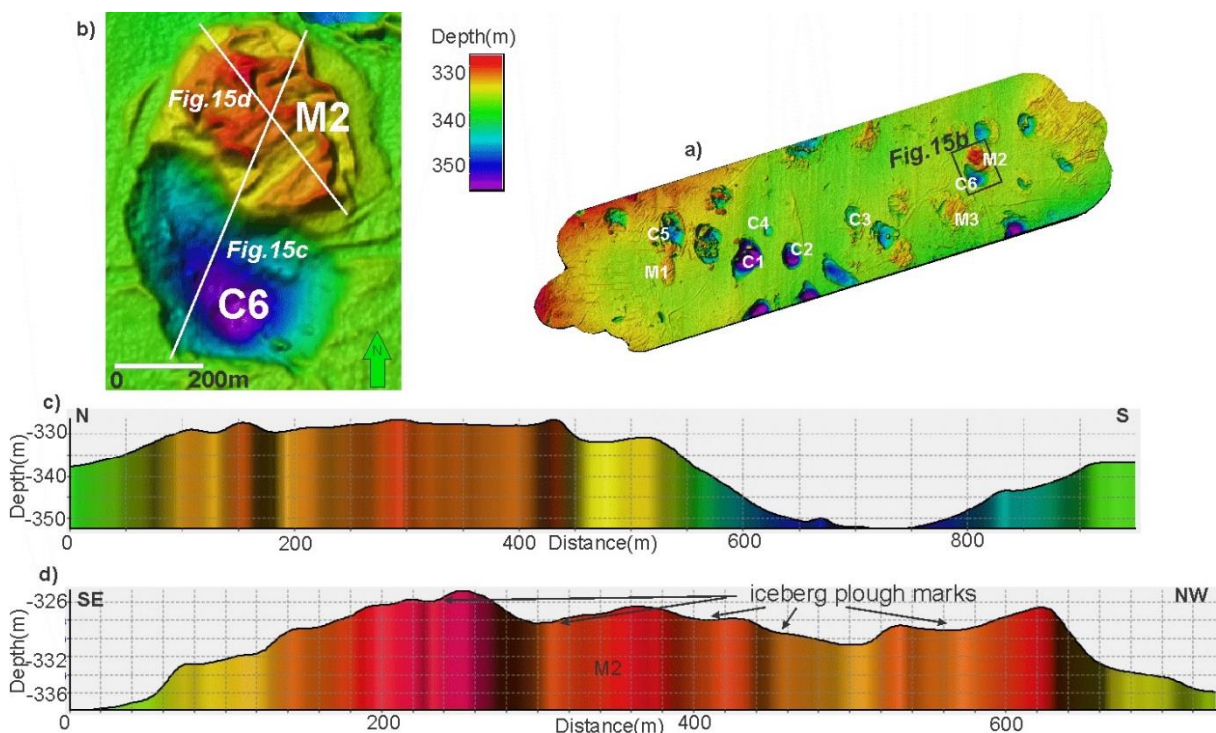 b)
Fig.15d
M2
Fig.15c
C6
0 200m
N
Depth(m)
330
340
350
a)
Fig.15b
M2
C6
C3
M3
C4
C5
C2
C1
M1
c)
N
S
Depth(m)
-330
-340
-350
0 200 400 Distance(m) 600 800
d)
SE
iceberg plough marks
NW
Depth(m)
-326
-328
-332
-336
M2
0 200 Distance(m) 400 600